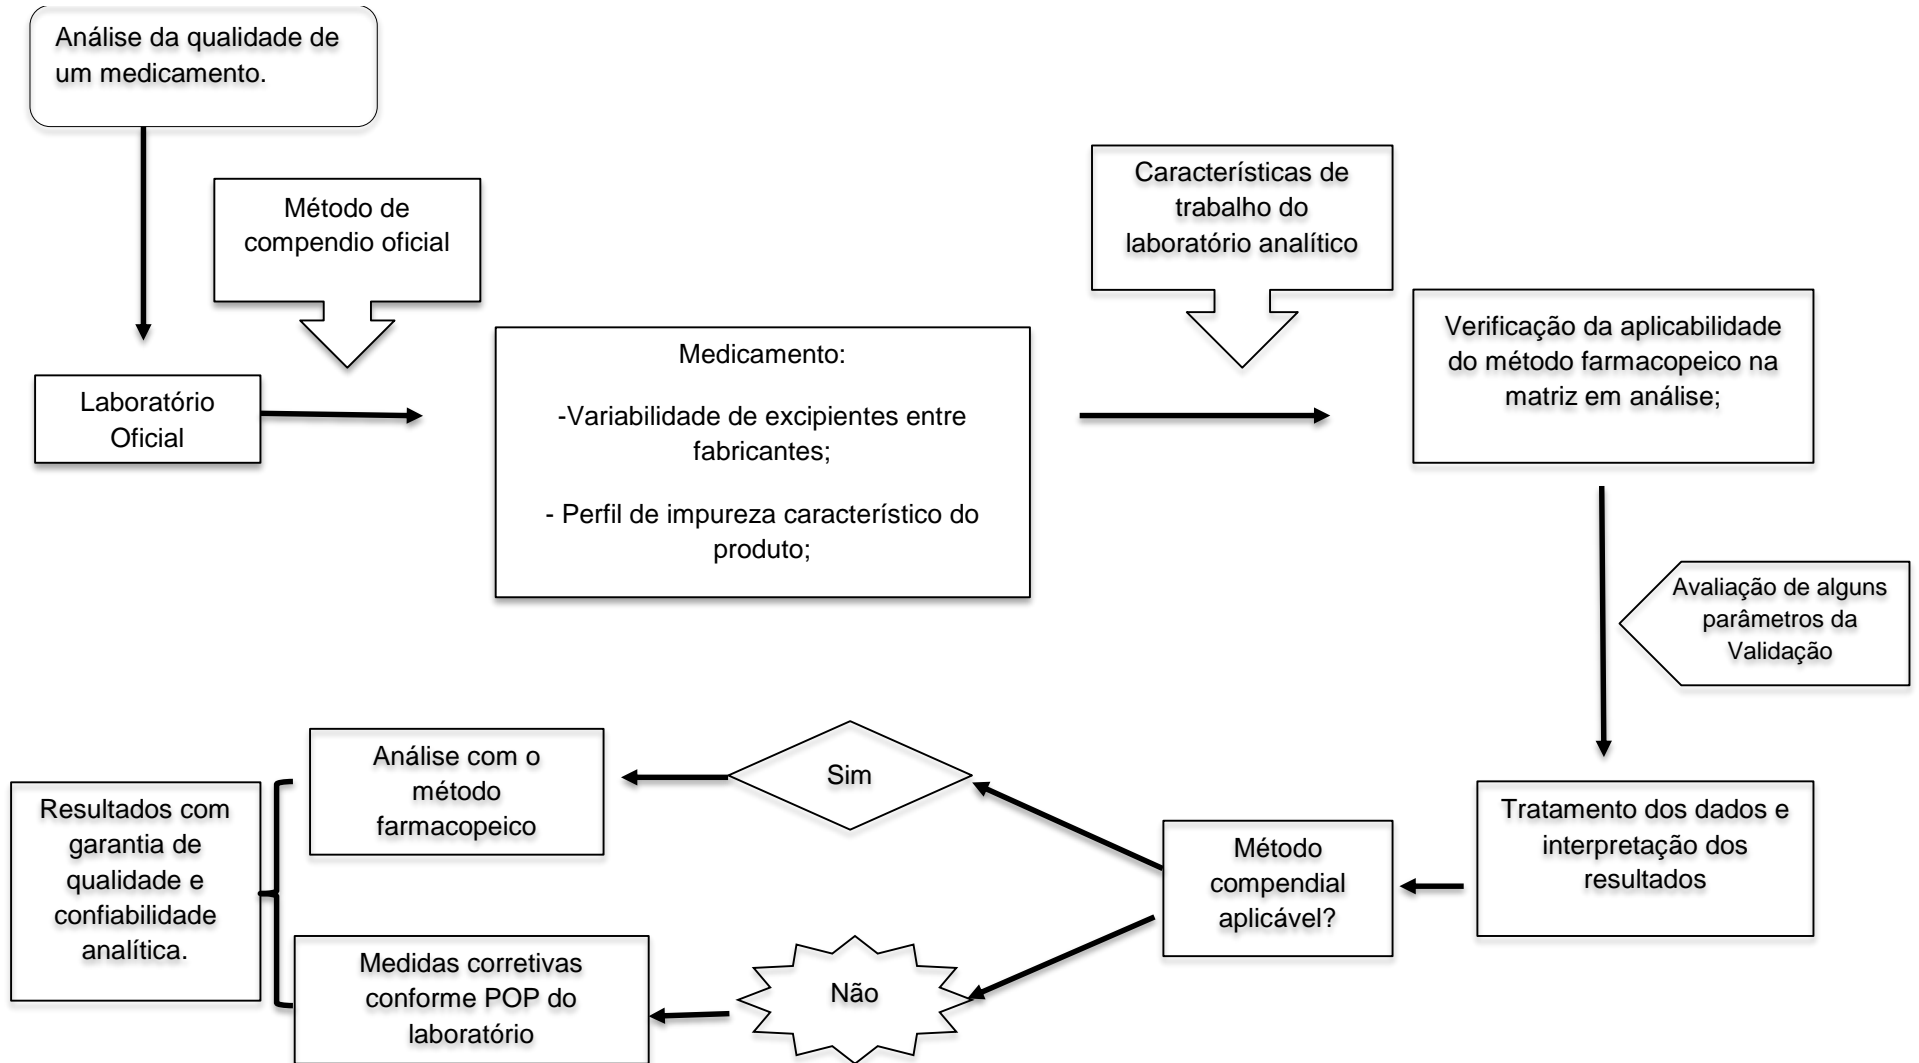 Análise da qualidade de
um medicamento.
Método de
compendio oficial
Características de
trabalho do
laboratório analítico
Laboratório
Oficial
Medicamento:
-Variabilidade de excipientes entre
fabricantes;
- Perfil de impureza característico do
produto;
Verificação da aplicabilidade
do método farmacopeico na
matriz em análise;
Avaliação de alguns
parâmetros da
Validação
Tratamento dos dados e
interpretação dos
resultados
Método
compendial
aplicável?
Sim
Análise com o
método
farmacopeico
Não
Medidas corretivas
conforme POP do
laboratório
Resultados com
garantia de
qualidade e
confiabilidade
analítica.